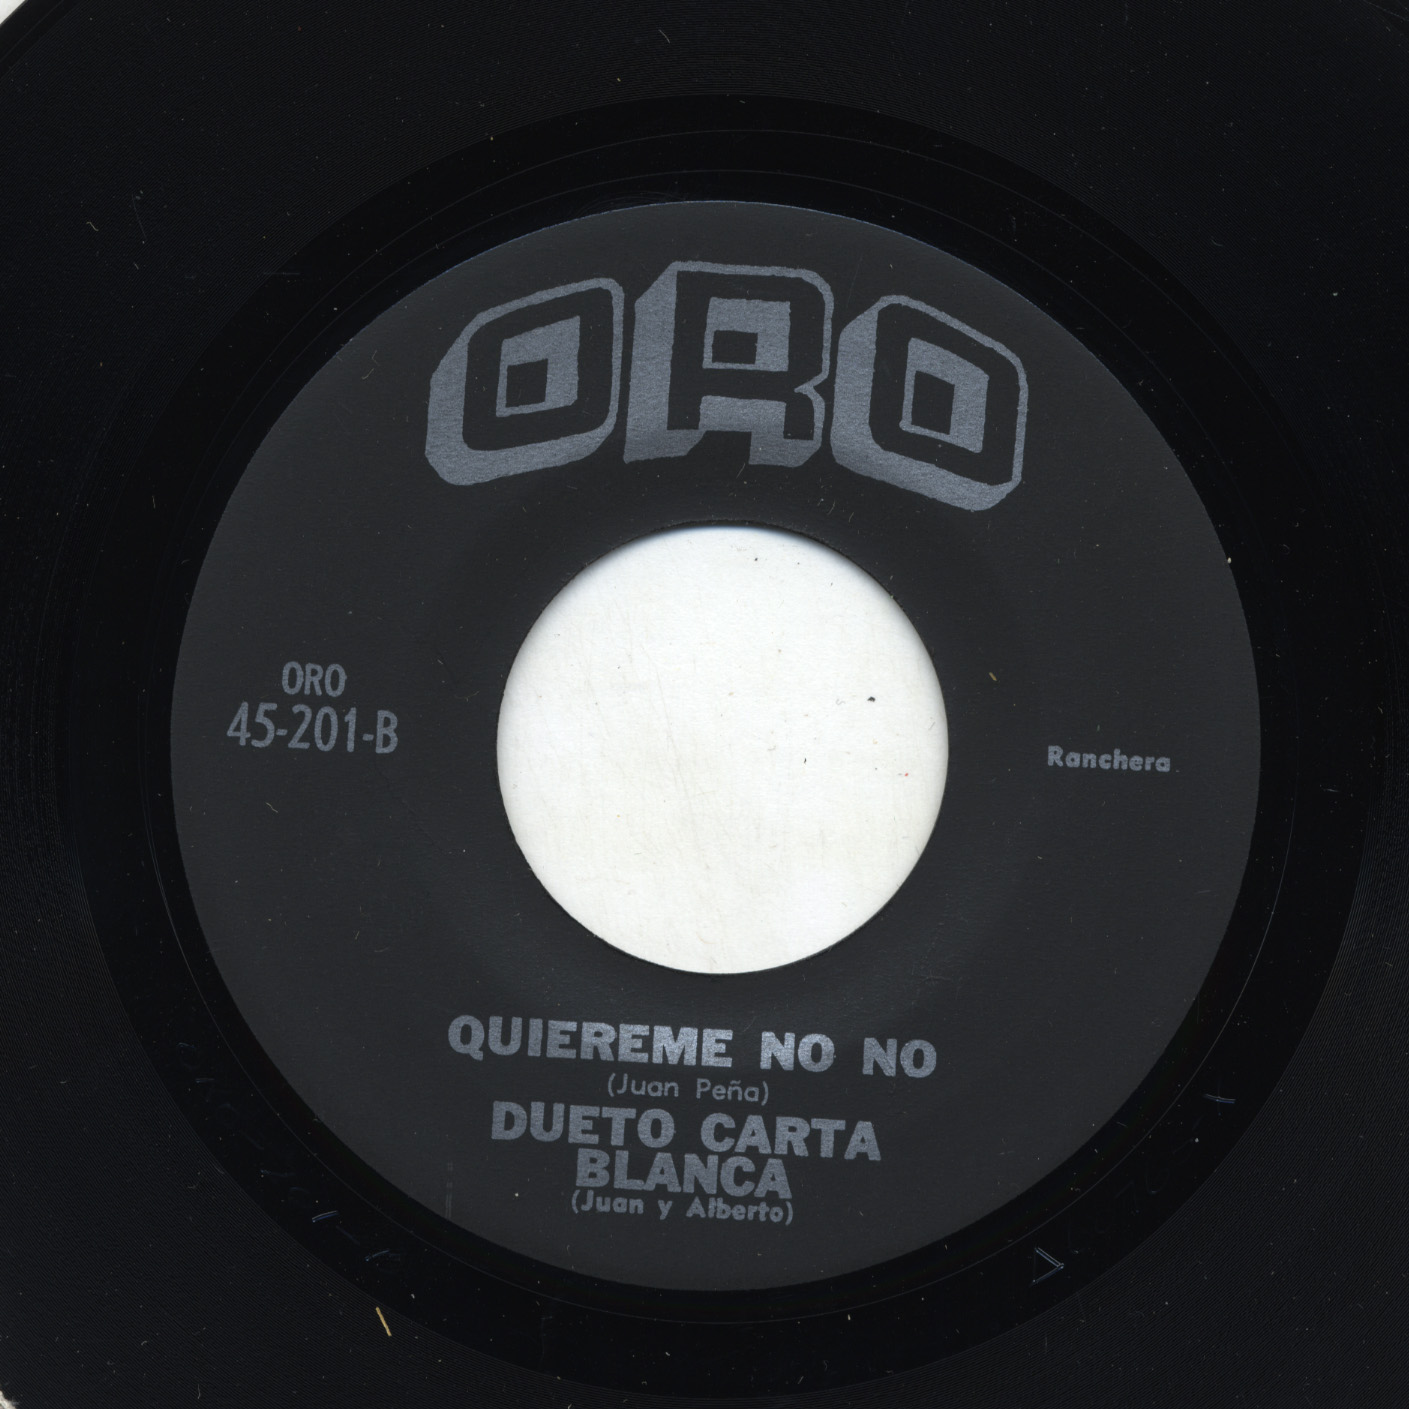 ORO
ORO
45-201-B
Ranchera
QUIEREME NO NO
(Juan Peña)
DUETO CARTA
BLANCA
(Juan y Alberto)